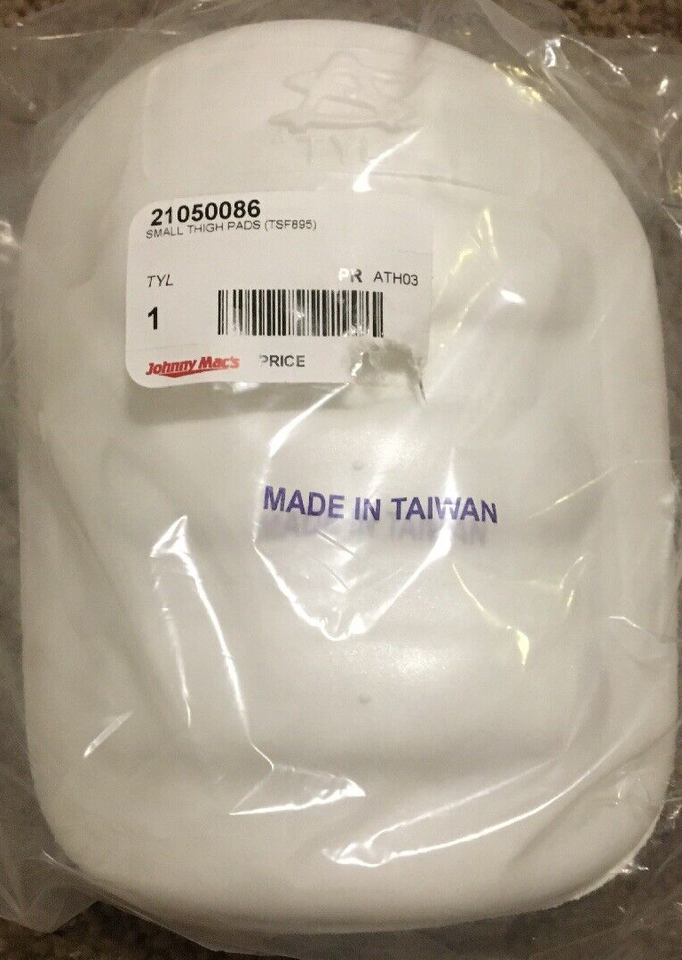 TYL
21050086
SMALL THIGH PADS (TSF895)
TYL PR ATH03
1
Johnny Mac's PRICE
MADE IN TAIWAN